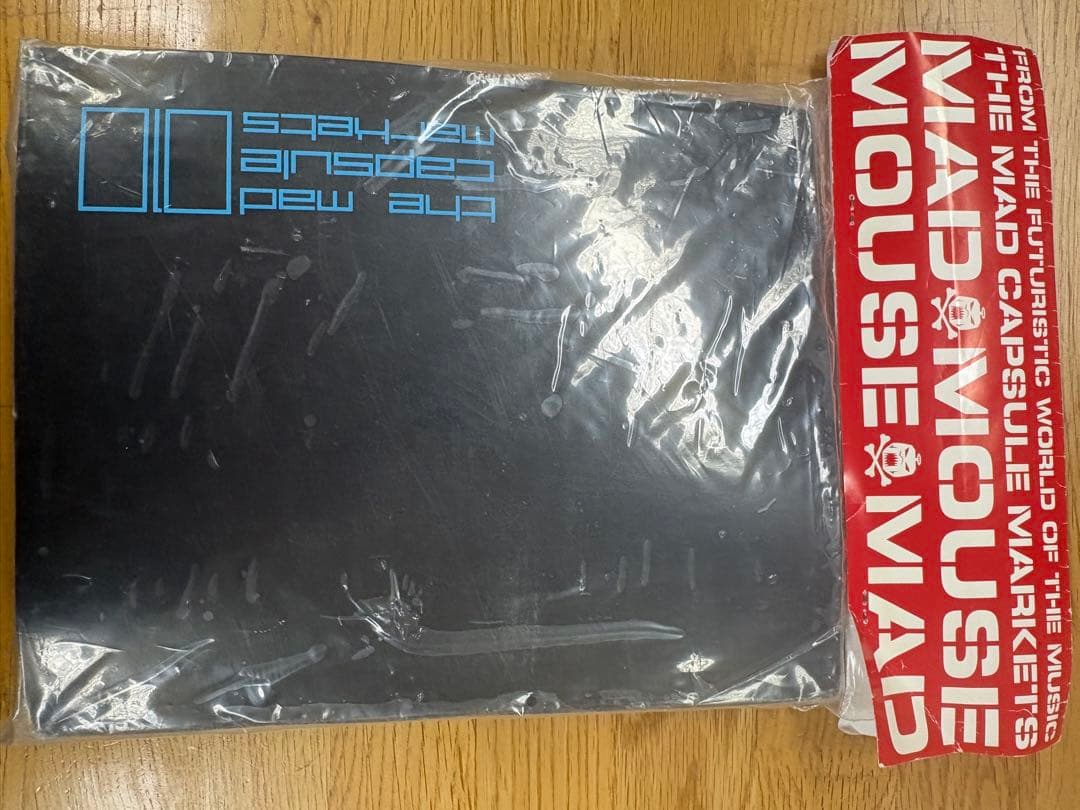 the mad
capsule
markets
010
FROM THE FUTURISTIC WORLD OF THE MUSIC
THE MAD CAPSULE MARKETS
MAD MOUSE
MOUSE MAD